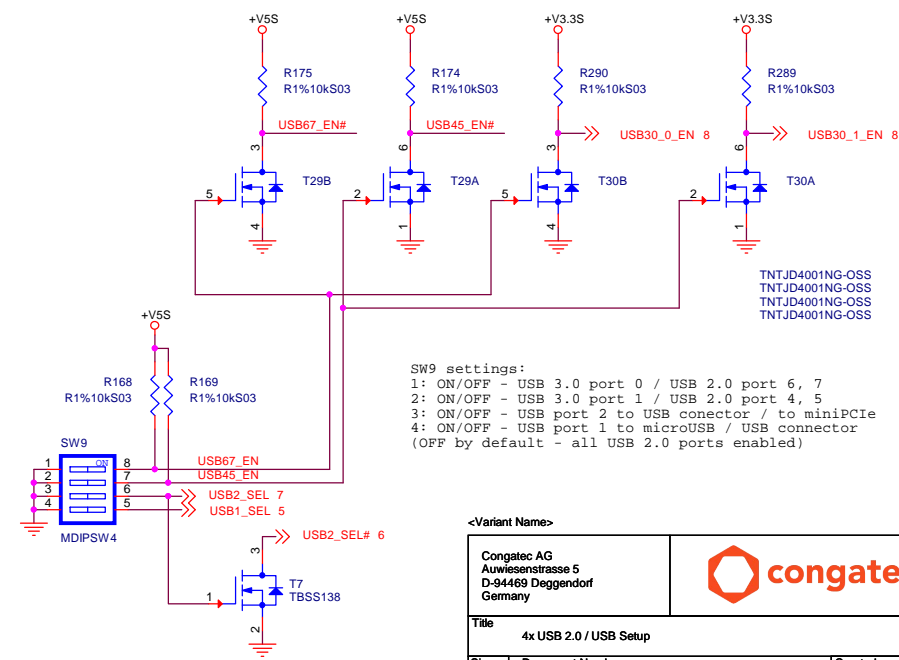 +V5S +V5S +V3.3S +V3.3S
R175 R174 R290 R289
R1%10kS03 R1%10kS03 R1%10kS03 R1%10kS03
USB67_EN# USB45_EN# USB30_0_EN 8 USB30_1_EN 8
3 6 3 6
5 T29B 2 T29A 5 T30B 2 T30A
4 1 4 1
TNTJD4001NG-OSS
TNTJD4001NG-OSS
TNTJD4001NG-OSS
TNTJD4001NG-OSS
+V5S
R168 R169
R1%10kS03 R1%10kS03
SW9 settings:
1: ON/OFF - USB 3.0 port 0 / USB 2.0 port 6, 7
2: ON/OFF - USB 3.0 port 1 / USB 2.0 port 4, 5
3: ON/OFF - USB port 2 to USB conector / to miniPCIe
4: ON/OFF - USB port 1 to microUSB / USB connector
(OFF by default - all USB 2.0 ports enabled)
SW9
1 ON 8 USB67_EN
2 7 USB45_EN
3 6 USB2_SEL 7
4 5 USB1_SEL 5
MDIPSW4
USB2_SEL# 6
3
T7
1 TBSS138
2
<Variant Name>
Congatec AG
Auwiesenstrasse 5
D-94469 Deggendorf
Germany
congate
Title
4x USB 2.0 / USB Setup